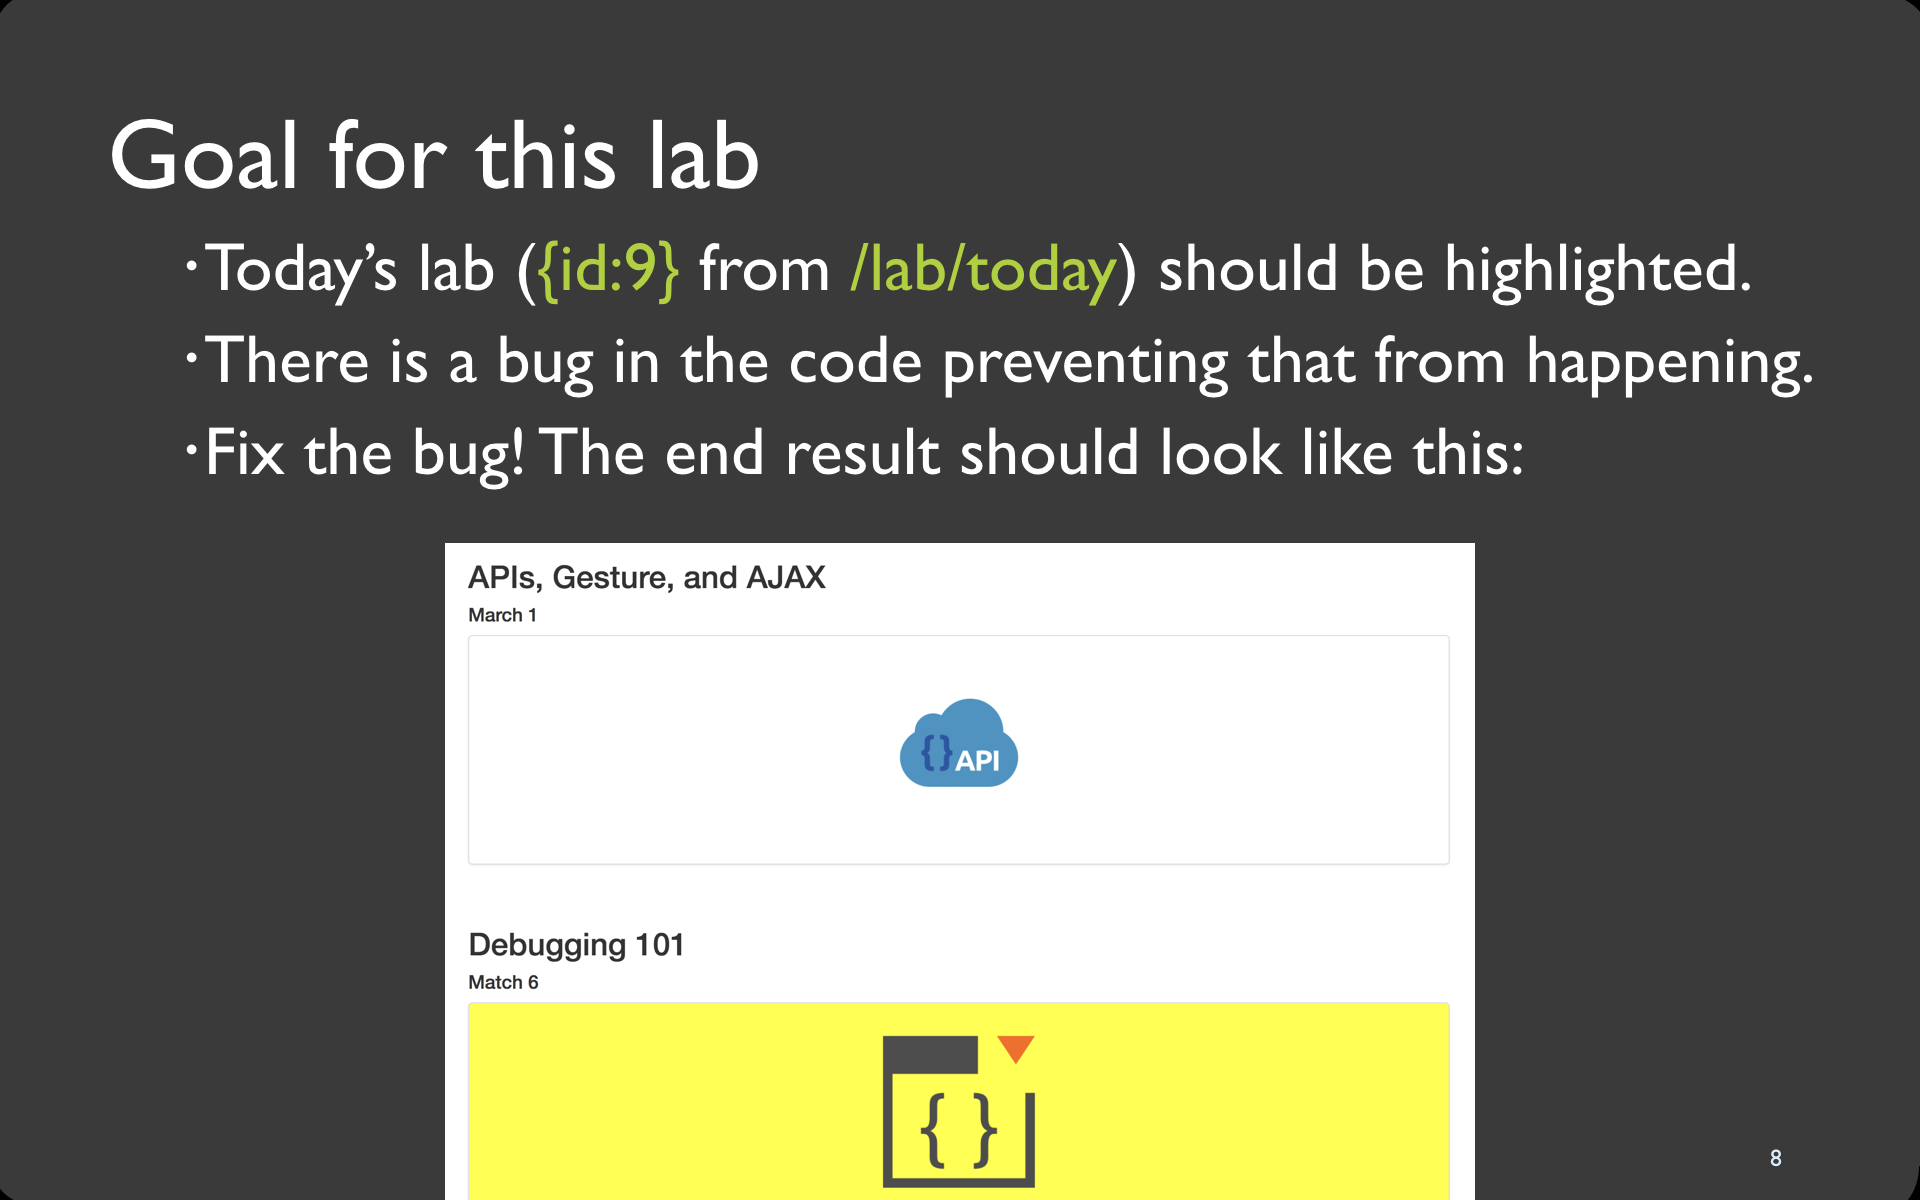 Goal for this lab
•Today’s lab ({id:9} from /lab/today) should be highlighted.
•There is a bug in the code preventing that from happening.
•Fix the bug! The end result should look like this:
APIs, Gesture, and AJAX
March 1
{} API
Debugging 101
Match 6
{ }
8